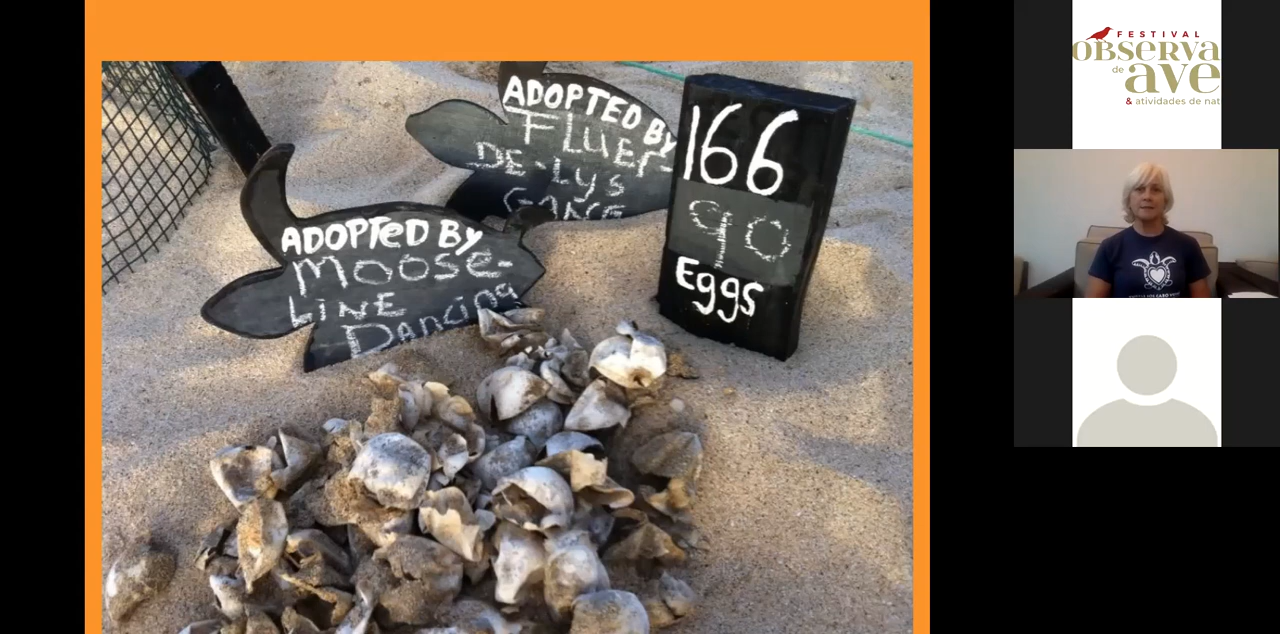 ADOPTED BY
FLUER-
DE-LYS
GANG
166
90
Eggs
ADOPTED BY
MOOSE-
LINE
Dancing
FESTIVAL
OBSERVA
de ave
& atividades de nat